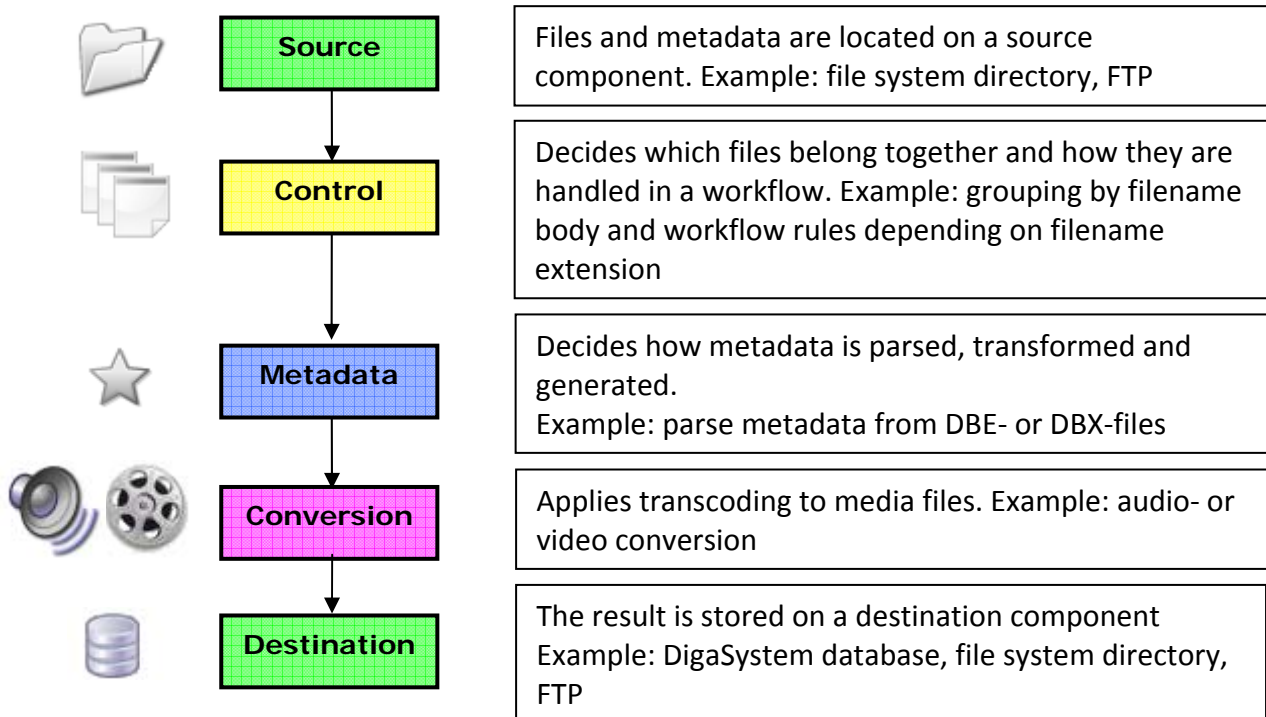 Source
Files and metadata are located on a source
component. Example: file system directory, FTP
Control
Decides which files belong together and how they are
handled in a workflow. Example: grouping by filename
body and workflow rules depending on filename
extension
Metadata
Decides how metadata is parsed, transformed and
generated.
Example: parse metadata from DBE- or DBX-files
Conversion
Applies transcoding to media files. Example: audio- or
video conversion
Destination
The result is stored on a destination component
Example: DigaSystem database, file system directory,
FTP